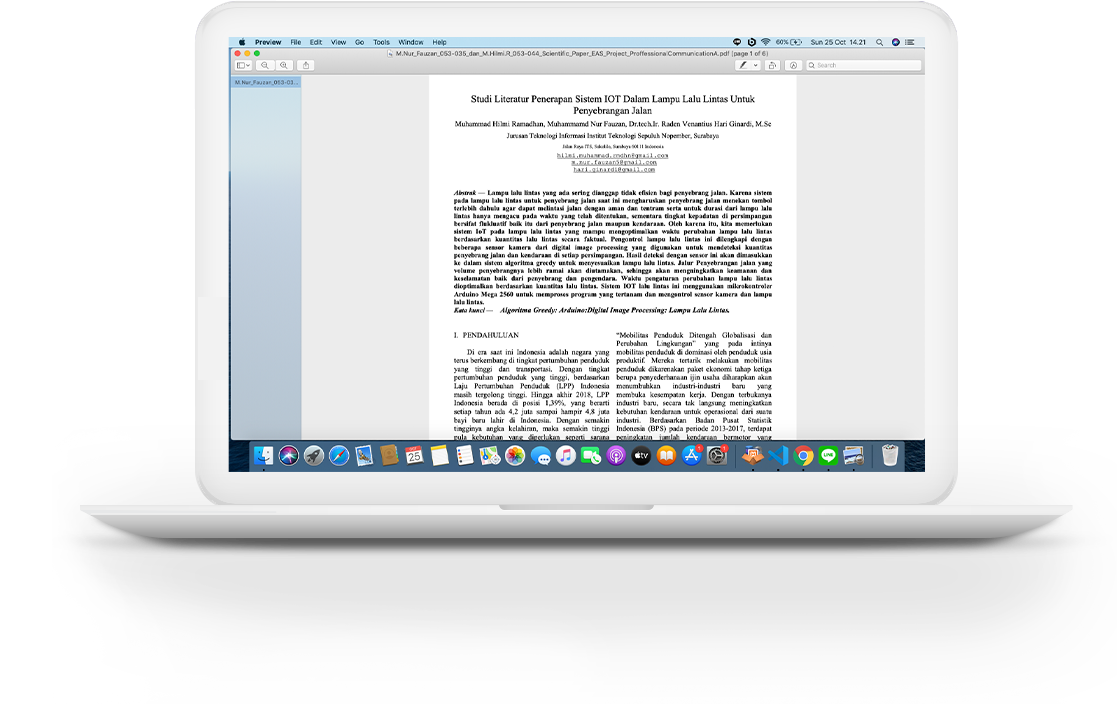 Preview File Edit View Go Tools Window Help 60% Sun 25 Oct 14.21
M.Nur_Fauzan_053-035_dan_M.Hilmi.R_053-044_Scientific_Paper_EAS_Project_ProffessionalCommunicationA.pdf (page 1 of 6)
Search
M.Nur_Fauzan_053-03...
Studi Literatur Penerapan Sistem IOT Dalam Lampu Lalu Lintas Untuk
Penyebrangan Jalan
Muhammad Hilmi Ramadhan, Muhammamd Nur Fauzan, Dr.tech.Ir. Raden Venantius Hari Ginardi, M.Se
Jurusan Teknologi Informasi Institut Teknologi Sepuluh Nopember, Surabaya
Jalan Raya ITS, Sukolilo, Surabaya 60111 Indonesia
hilmi.muhammad.rmdhn@gmail.com
m.nur.fauzan58@gmail.com
hari.ginardi@gmail.com
Abstrak — Lampu lalu lintas yang ada sering dianggap tidak efisien bagi penyebrang jalan. Karena sistem
pada lampu lalu lintas untuk penyebrang jalan saat ini mengharuskan penyebrang jalan menekan tombol
terlebih dahulu agar dapat melintasi jalan dengan aman dan tentram serta untuk durasi dari lampu lalu
lintas hanya mengacu pada waktu yang telah ditentukan, sementara tingkat kepadatan di persimpangan
bersifat fluktuatif baik itu dari penyebrang jalan maupun kendaraan. Oleh karena itu, kita memerlukan
sistem IoT pada lampu lalu lintas yang mampu mengoptimalkan waktu perubahan lampu lalu lintas
berdasarkan kuantitas lalu lintas secara faktual. Pengontrol lampu lalu lintas ini dilengkapi dengan
beberapa sensor kamera dari digital image processing yang digunakan untuk mendeteksi kuantitas
penyebrang jalan dan kendaraan di setiap persimpangan. Hasil deteksi dengan sensor ini akan dimasukkan
ke dalam sistem algoritma greedy untuk menyesuaikan lampu lalu lintas. Jalur Penyebrangan jalan yang
volume penyebrangnya lebih ramai akan diutamakan, sehingga akan mengningkatkan keamanan dan
keselamatan baik dari penyebrang dan pengendara. Waktu pengaturan perubahan lampu lalu lintas
dioptimalkan berdasarkan kuantitas lalu lintas. Sistem IOT lalu lintas ini menggunakan mikrokontroler
Arduino Mega 2560 untuk memproses program yang tertanam dan mengontrol sensor kamera dan lampu
lalu lintas.
Kata kunci — Algoritma Greedy: Arduino:Digital Image Processing: Lampu Lalu Lintas.
I. PENDAHULUAN
Di era saat ini Indonesia adalah negara yang
terus berkembang di tingkat pertumbuhan penduduk
yang tinggi dan transportasi. Dengan tingkat
pertumbuhan penduduk yang tinggi, berdasarkan
Laju Pertumbuhan Penduduk (LPP) Indonesia
masih tergolong tinggi. Hingga akhir 2018, LPP
Indonesia berada di posisi 1,39%, yang berarti
setiap tahun ada 4,2 juta sampai hampir 4,8 juta
bayi baru lahir di Indonesia. Dengan semakin
tingginya angka kelahiran, maka semakin tinggi
pula kebutuhan yang diperlukan seperti sarana
“Mobilitas Penduduk Ditengah Globalisasi dan
Perubahan Lingkungan” yang pada intinya
mobilitas penduduk di dominasi oleh penduduk usia
produktif. Mereka tertarik melakukan mobilitas
penduduk dikarenakan paket ekonomi tahap ketiga
berupa penyederhanaan ijin usaha diharapkan akan
menumbuhkan industri-industri baru yang
membuka kesempatan kerja. Dengan terbukanya
industri baru, secara tak langsung meningkatkan
kebutuhan kendaraan untuk operasional dari suatu
industri. Berdasarkan Badan Pusat Statistik
Indonesia (BPS) pada periode 2013-2017, terdapat
peningkatan jumlah kendaraan bermotor yang
25
tv
LINE